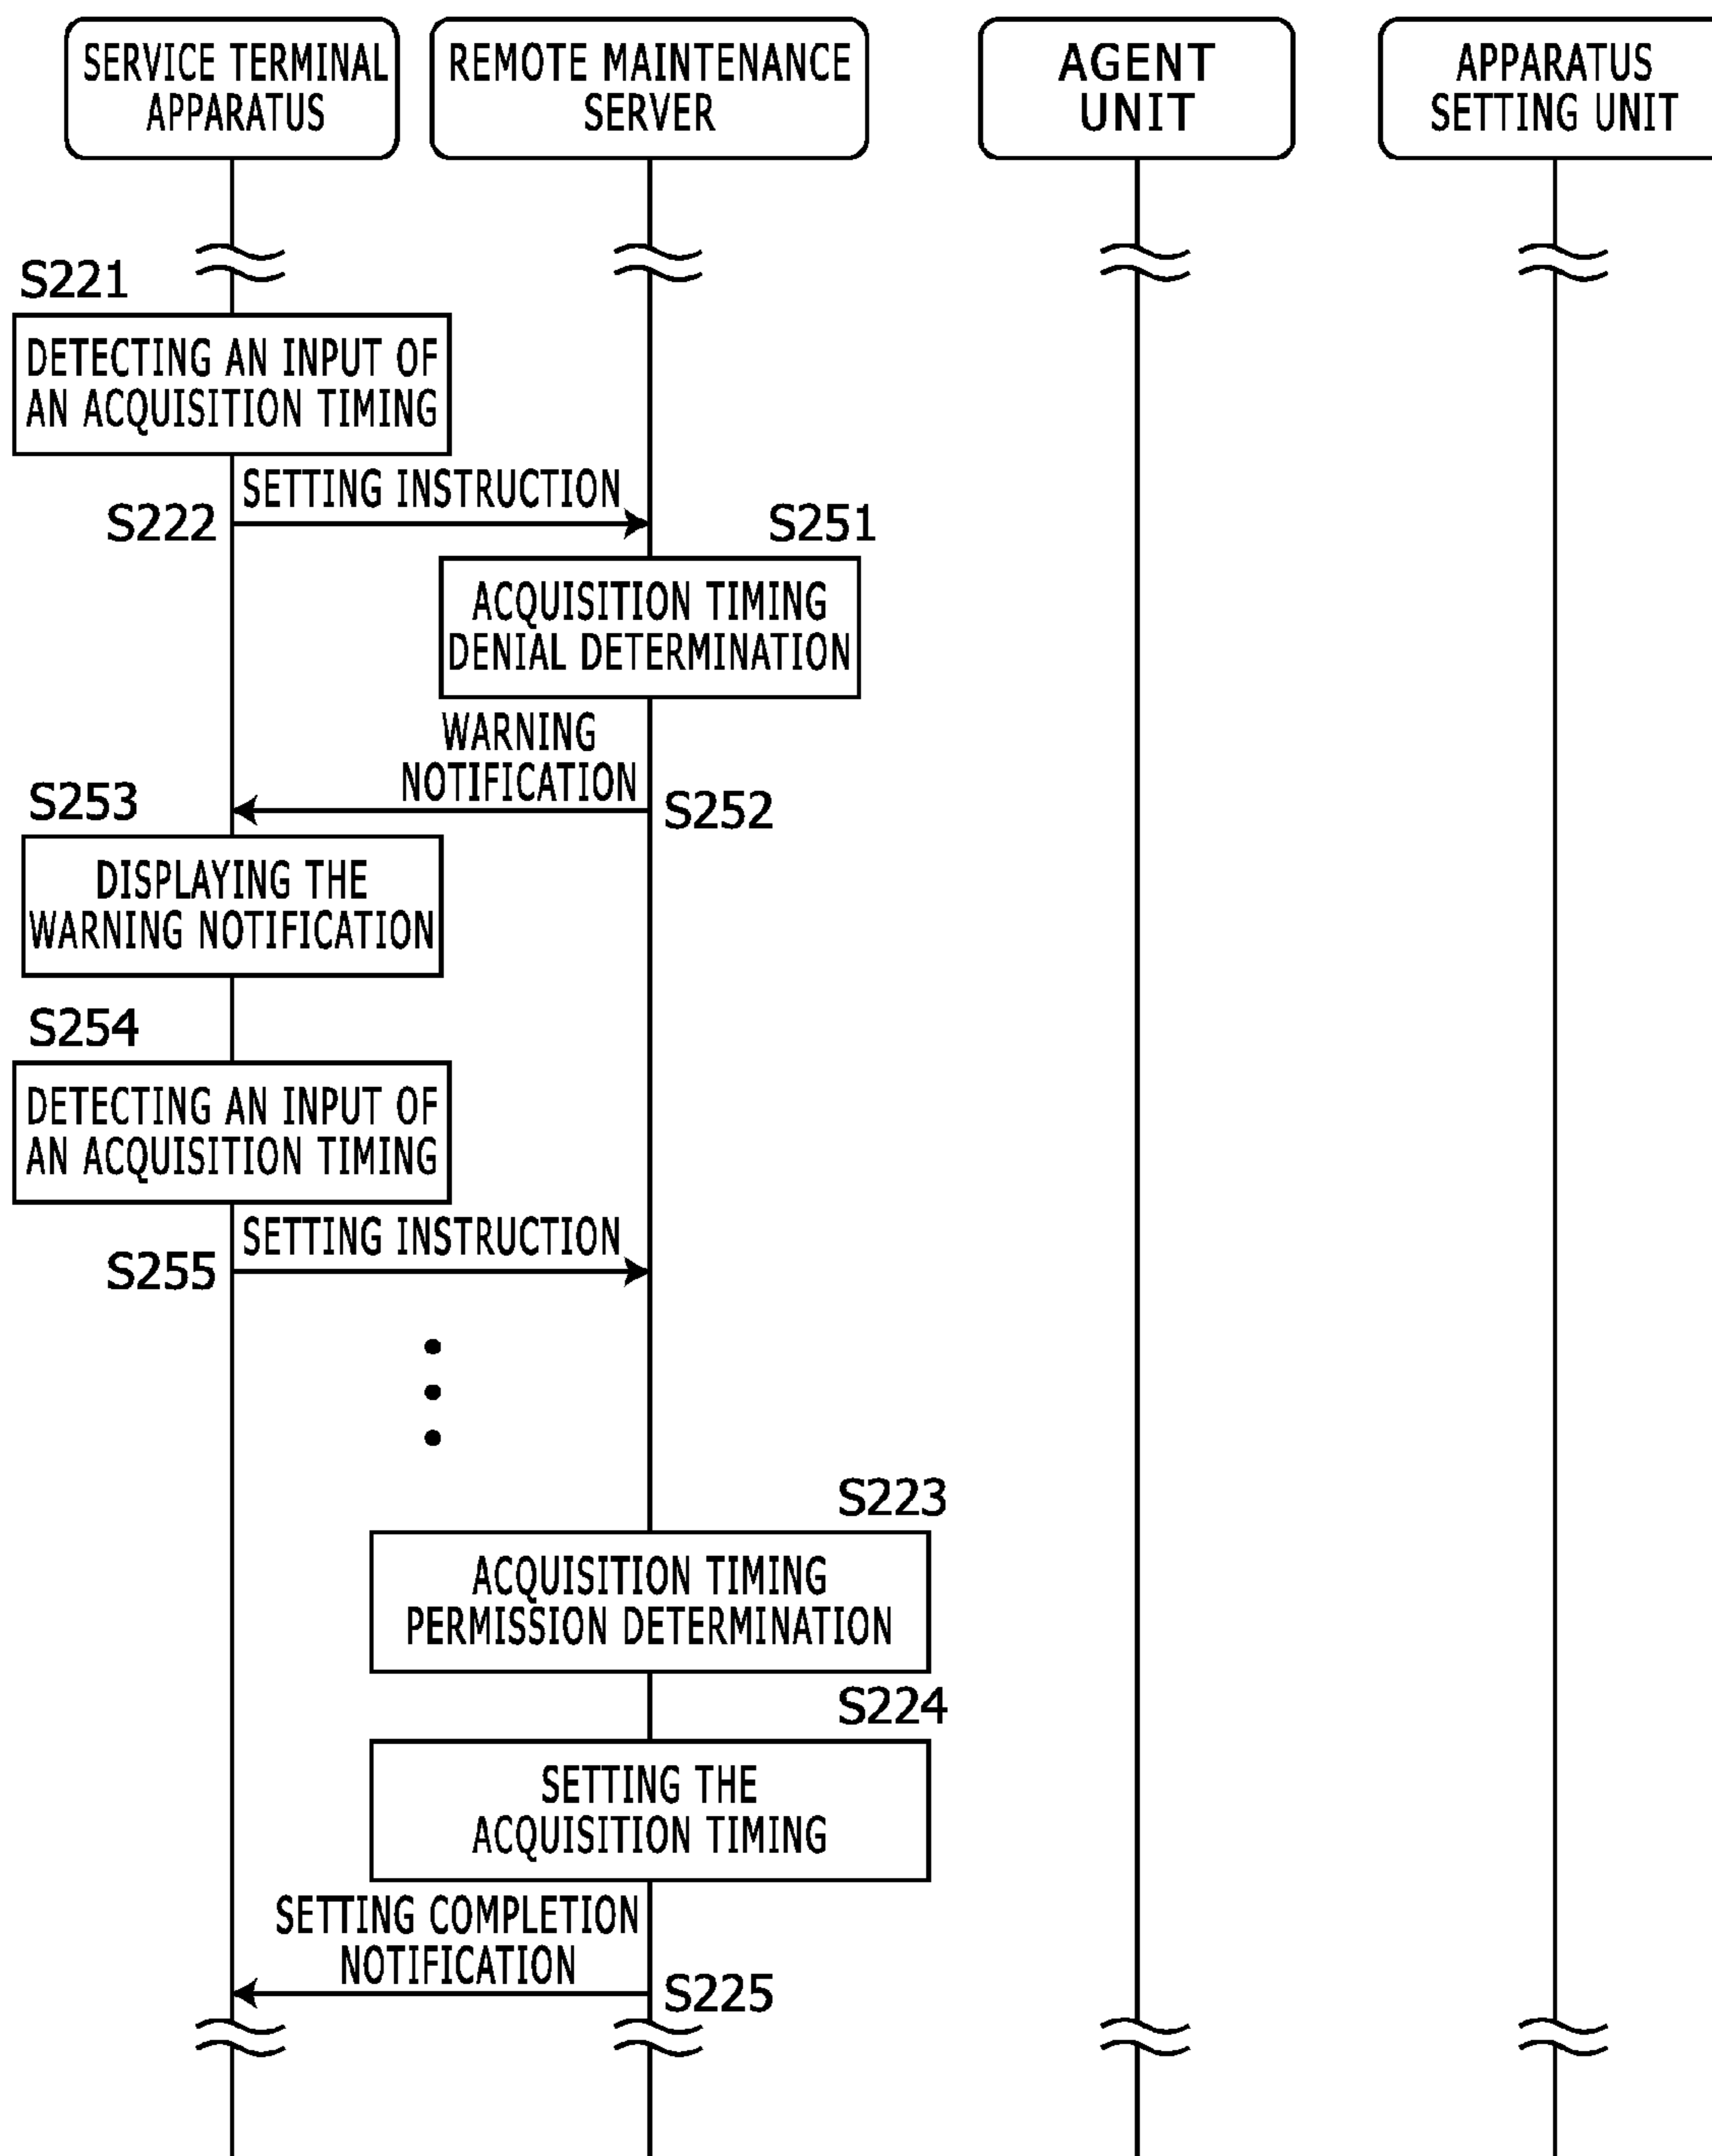 SERVICE TERMINAL
APPARATUS
REMOTE MAINTENANCE
SERVER
AGENT
UNIT
APPARATUS
SETTING UNIT
S221
DETECTING AN INPUT OF
AN ACQUISITION TIMING
SETTING INSTRUCTION
S222
S251
ACQUISITION TIMING
DENIAL DETERMINATION
WARNING
NOTIFICATION
S252
S253
DISPLAYING THE
WARNING NOTIFICATION
S254
DETECTING AN INPUT OF
AN ACQUISITION TIMING
SETTING INSTRUCTION
S255
S223
ACQUISITION TIMING
PERMISSION DETERMINATION
S224
SETTING THE
ACQUISITION TIMING
SETTING COMPLETION
NOTIFICATION
S225